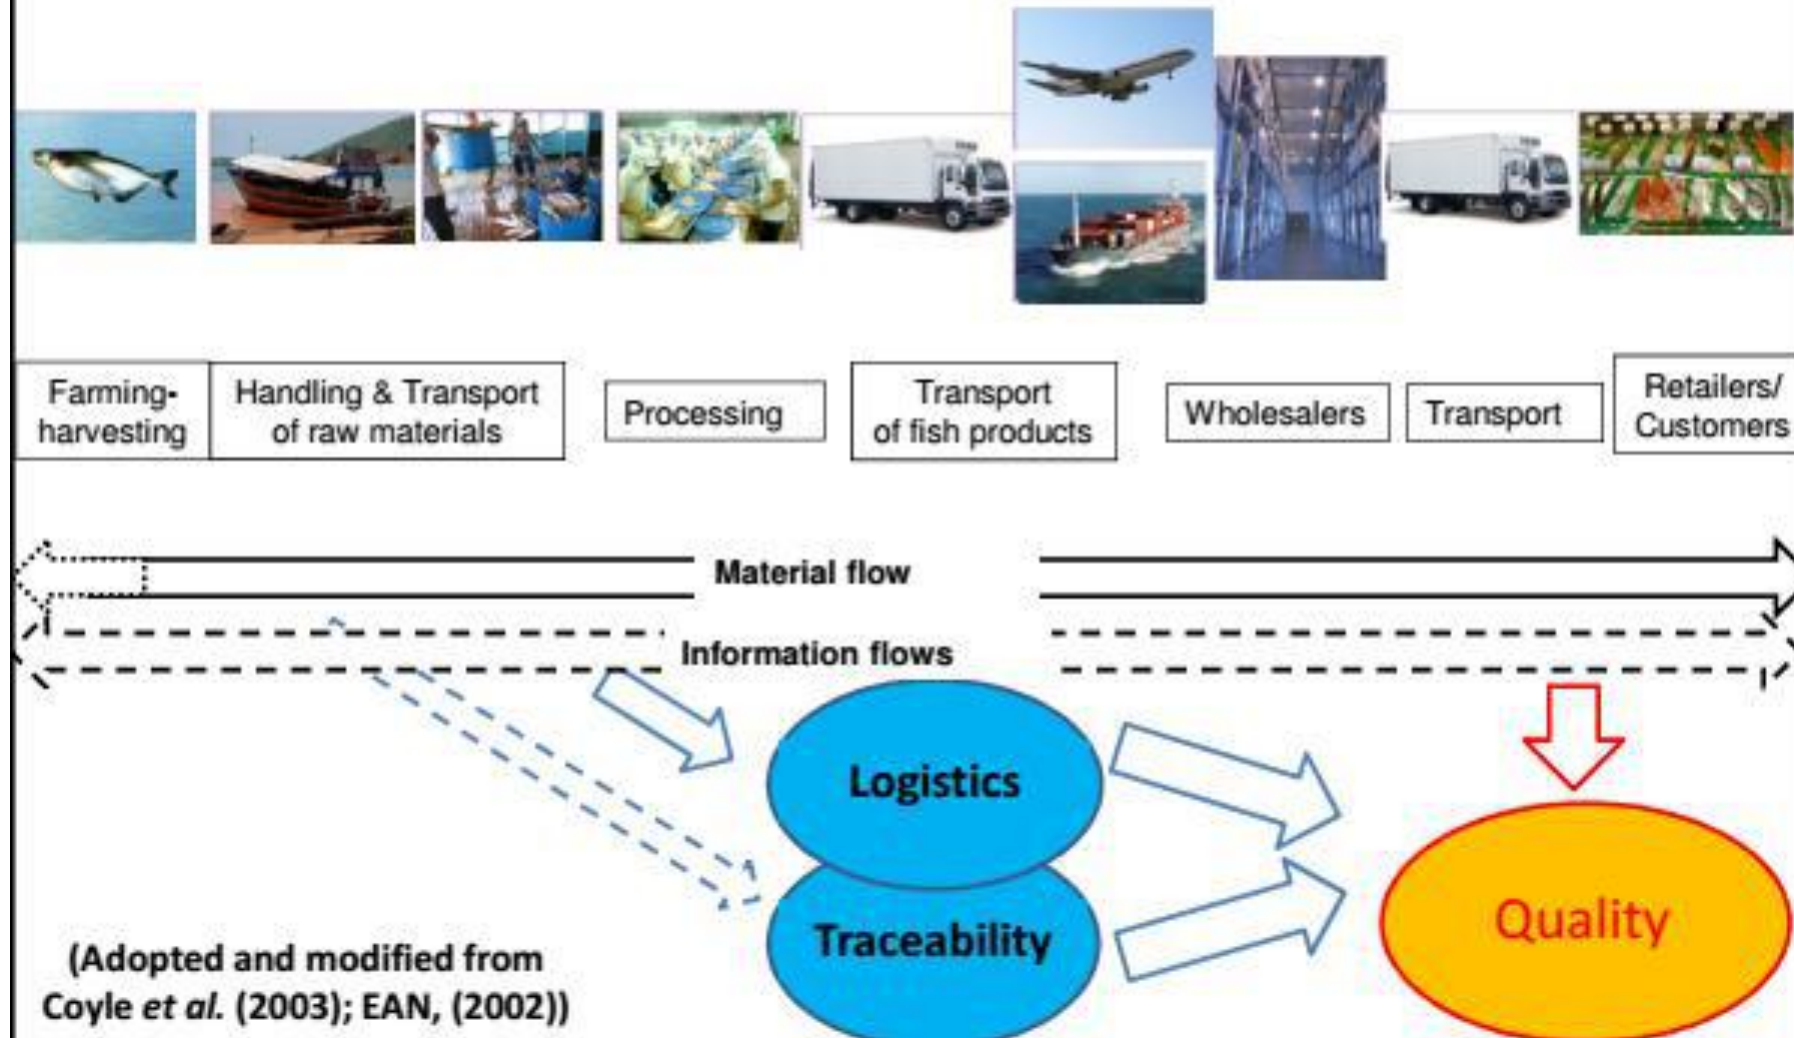 Farming-
harvesting
Handling & Transport
of raw materials
Processing
Transport
of fish products
Wholesalers
Transport
Retailers/
Customers
Material flow
Information flows
Logistics
Traceability
Quality
(Adopted and modified from
Coyle et al. (2003); EAN, (2002))